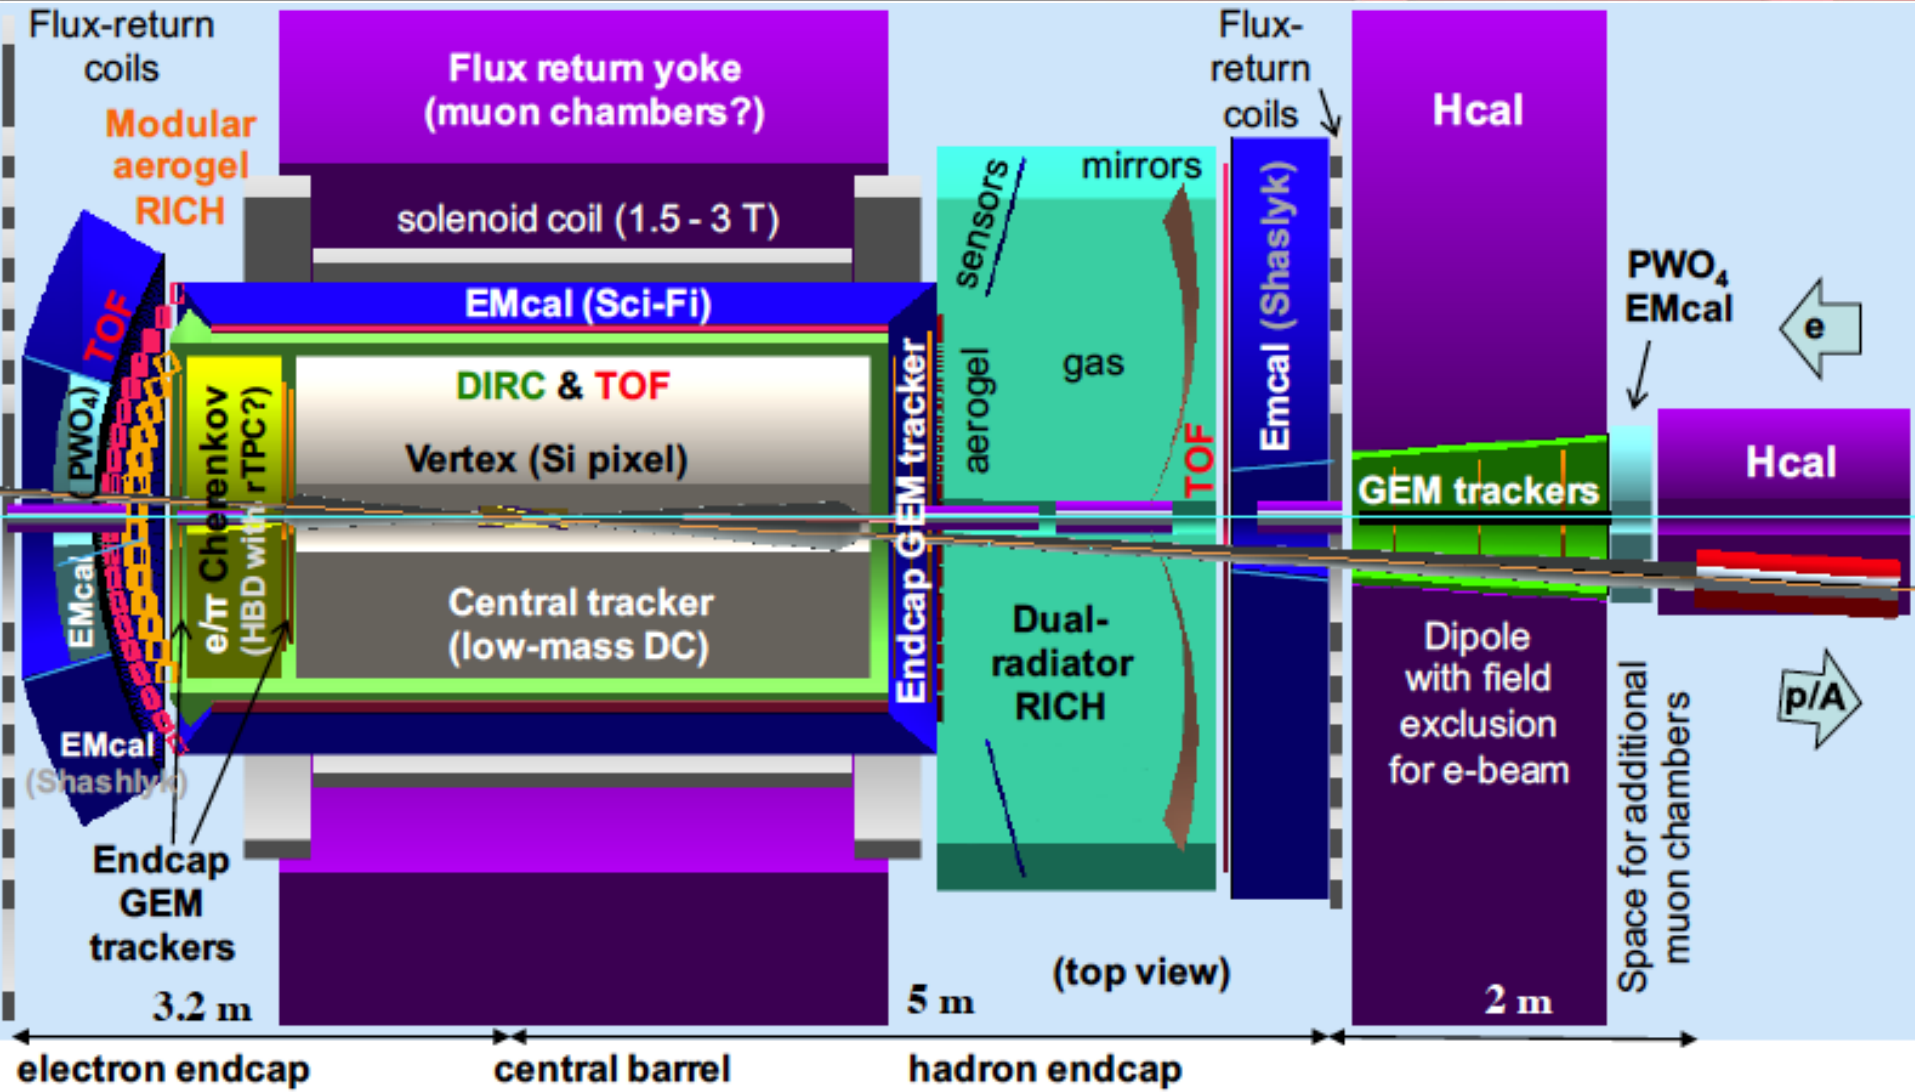 Flux-return
coils
Modular
aerogel
RICH
Flux return yoke
(muon chambers?)
solenoid coil (1.5 - 3 T)
EMcal (Sci-Fi)
TOF
(PWO₄)
EMcal
EMcal
(Shashlyk)
e/π Cherenkov
(HBD with rTPC?)
DIRC & TOF
Vertex (Si pixel)
Central tracker
(low-mass DC)
Endcap GEM tracker
Endcap
GEM
trackers
sensors
mirrors
aerogel
gas
Dual-
radiator
RICH
TOF
Emcal (Shaslyk)
Flux-
return
coils
Hcal
GEM trackers
Dipole
with field
exclusion
for e-beam
PWO₄
EMcal
e
Hcal
p/A
Space for additional
muon chambers
(top view)
3.2 m
5 m
2 m
electron endcap
central barrel
hadron endcap